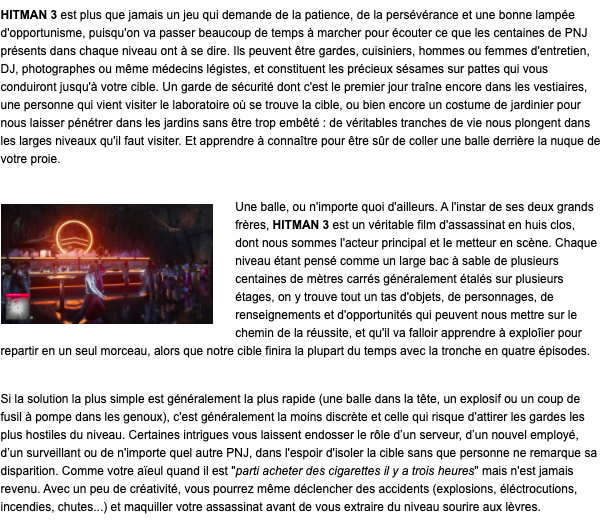 HITMAN 3 est plus que jamais un jeu qui demande de la patience, de la persévérance et une bonne lampée
d'opportunisme, puisqu'on va passer beaucoup de temps à marcher pour écouter ce que les centaines de PNJ
présents dans chaque niveau ont à se dire. Ils peuvent être gardes, cuisiniers, hommes ou femmes d'entretien,
DJ, photographes ou même médecins légistes, et constituent les précieux sésames sur pattes qui vous
conduiront jusqu'à votre cible. Un garde de sécurité dont c'est le premier jour traîne encore dans les vestiaires,
une personne qui vient visiter le laboratoire où se trouve la cible, ou bien encore un costume de jardinier pour
nous laisser pénétrer dans les jardins sans être trop embêté : de véritables tranches de vie nous plongent dans
les larges niveaux qu'il faut visiter. Et apprendre à connaître pour être sûr de coller une balle derrière la nuque de
votre proie.
Une balle, ou n'importe quoi d'ailleurs. A l'instar de ses deux grands
frères, HITMAN 3 est un véritable film d'assassinat en huis clos,
dont nous sommes l'acteur principal et le metteur en scène. Chaque
niveau étant pensé comme un large bac à sable de plusieurs
centaines de mètres carrés généralement étalés sur plusieurs
étages, on y trouve tout un tas d'objets, de personnages, de
renseignements et d'opportunités qui peuvent nous mettre sur le
chemin de la réussite, et qu'il va falloir apprendre à exploîier pour
repartir en un seul morceau, alors que notre cible finira la plupart du temps avec la tronche en quatre épisodes.
Si la solution la plus simple est généralement la plus rapide (une balle dans la tête, un explosif ou un coup de
fusil à pompe dans les genoux), c'est généralement la moins discrète et celle qui risque d'attirer les gardes les
plus hostiles du niveau. Certaines intrigues vous laissent endosser le rôle d'un serveur, d'un nouvel employé,
d'un surveillant ou de n'importe quel autre PNJ, dans l'espoir d'isoler la cible sans que personne ne remarque sa
disparition. Comme votre aïeul quand il est "parti acheter des cigarettes il y a trois heures" mais n'est jamais
revenu. Avec un peu de créativité, vous pourrez même déclencher des accidents (explosions, éléctrocutions,
incendies, chutes...) et maquiller votre assassinat avant de vous extraire du niveau sourire aux lèvres.